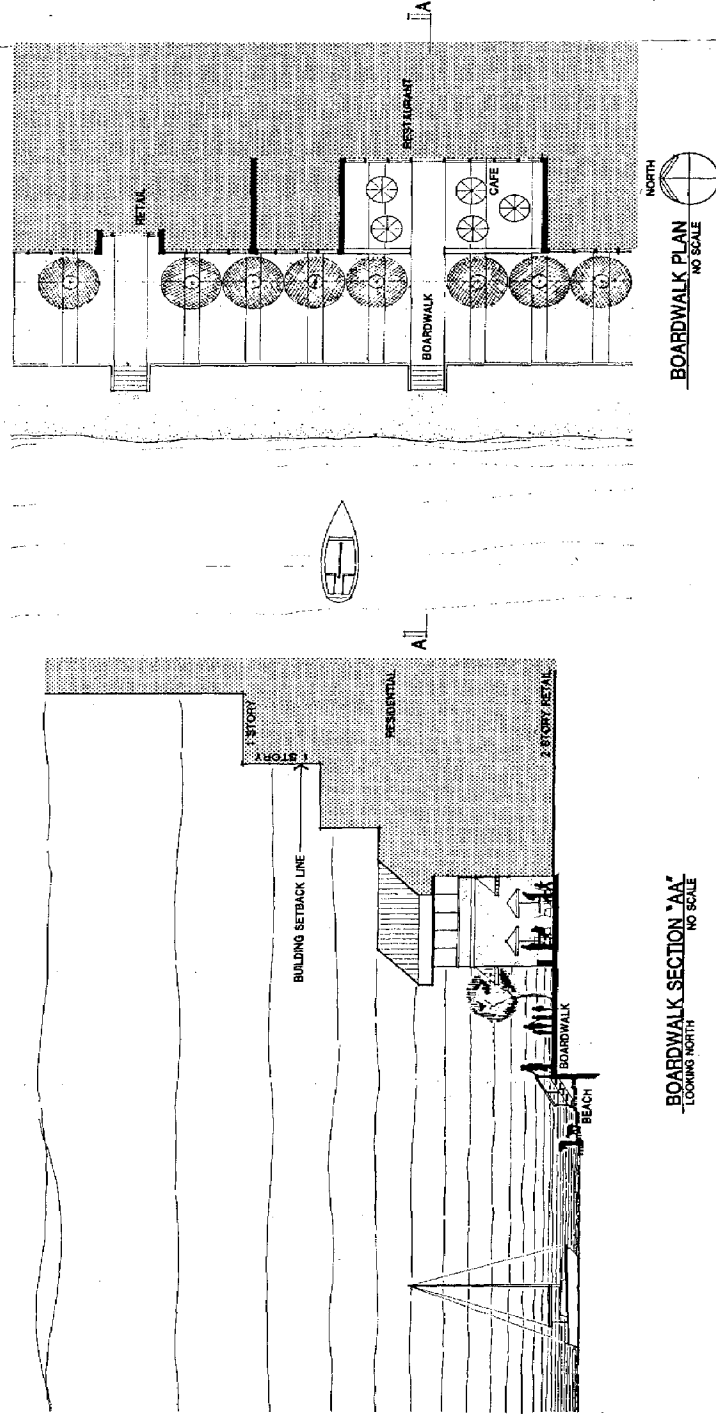 A
RESTAURANT
RETAIL
CAFE
BOARDWALK
NORTH
BOARDWALK PLAN
NO SCALE
A
1 STORY
1 STORY
RESIDENTIAL
BUILDING SETBACK LINE
2 STORY RETAIL
BOARDWALK
BEACH
BOARDWALK SECTION "AA"
LOOKING NORTH
NO SCALE